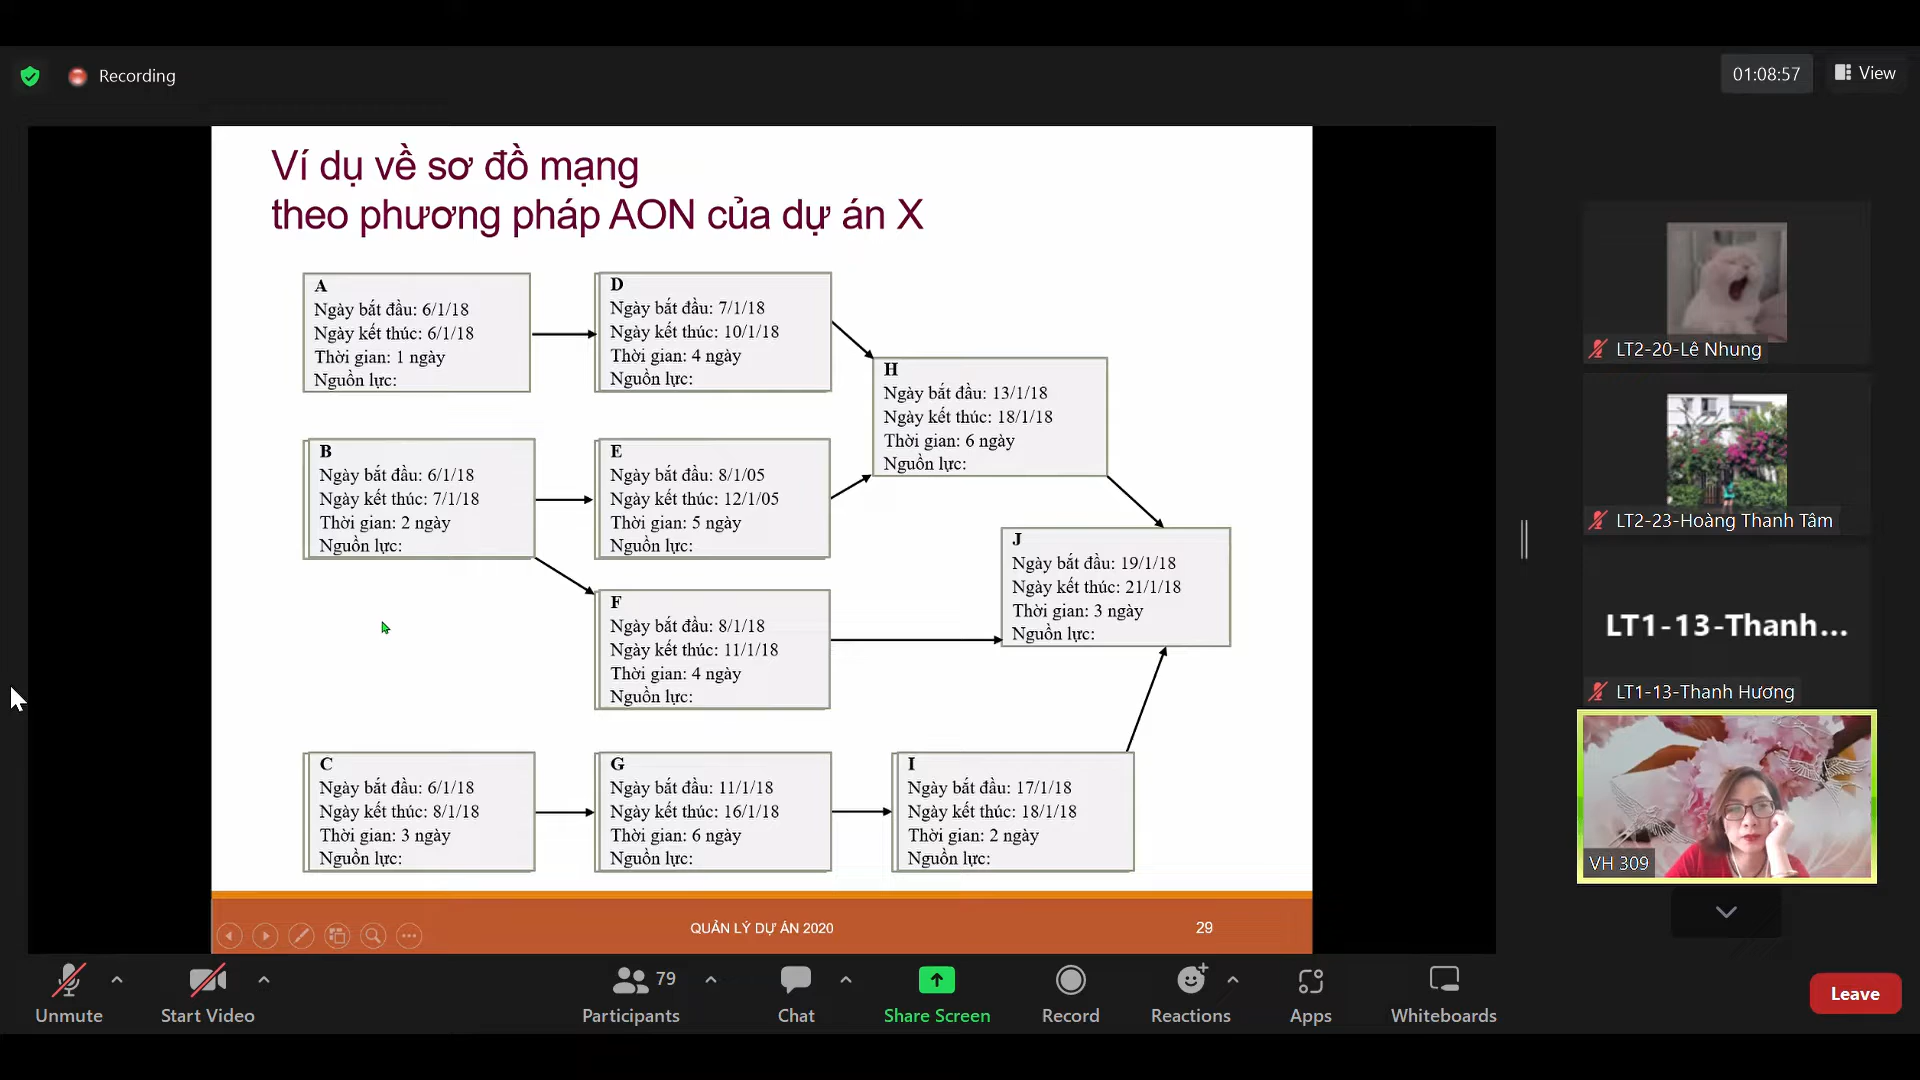 Recording
01:08:57
View
Ví dụ về sơ đồ mạng
theo phương pháp AON của dự án X
A
Ngày bắt đầu: 6/1/18
Ngày kết thúc: 6/1/18
Thời gian: 1 ngày
Nguồn lực:
D
Ngày bắt đầu: 7/1/18
Ngày kết thúc: 10/1/18
Thời gian: 4 ngày
Nguồn lực:
H
Ngày bắt đầu: 13/1/18
Ngày kết thúc: 18/1/18
Thời gian: 6 ngày
Nguồn lực:
B
Ngày bắt đầu: 6/1/18
Ngày kết thúc: 7/1/18
Thời gian: 2 ngày
Nguồn lực:
E
Ngày bắt đầu: 8/1/05
Ngày kết thúc: 12/1/05
Thời gian: 5 ngày
Nguồn lực:
J
Ngày bắt đầu: 19/1/18
Ngày kết thúc: 21/1/18
Thời gian: 3 ngày
Nguồn lực:
F
Ngày bắt đầu: 8/1/18
Ngày kết thúc: 11/1/18
Thời gian: 4 ngày
Nguồn lực:
C
Ngày bắt đầu: 6/1/18
Ngày kết thúc: 8/1/18
Thời gian: 3 ngày
Nguồn lực:
G
Ngày bắt đầu: 11/1/18
Ngày kết thúc: 16/1/18
Thời gian: 6 ngày
Nguồn lực:
I
Ngày bắt đầu: 17/1/18
Ngày kết thúc: 18/1/18
Thời gian: 2 ngày
Nguồn lực:
QUẢN LÝ DỰ ÁN 2020
29
LT2-20-Lê Nhung
LT2-23-Hoàng Thanh Tâm
LT1-13-Thanh...
LT1-13-Thanh Hương
VH 309
Unmute
Start Video
79
Participants
Chat
Share Screen
Record
Reactions
Apps
Whiteboards
Leave